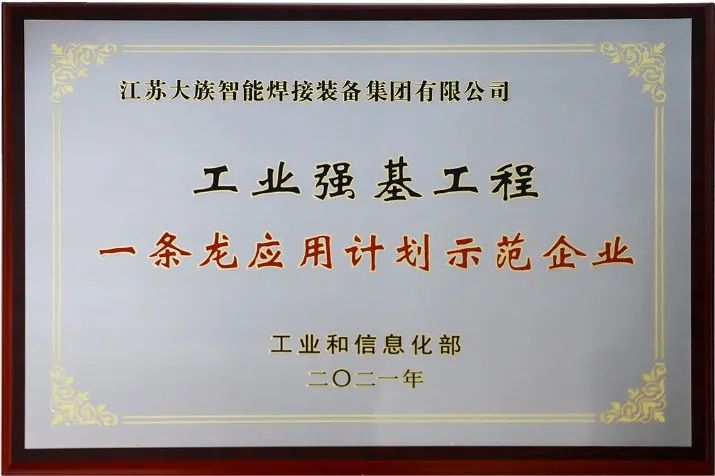 江苏大族智能焊接装备集团有限公司
工业强基工程
一条龙应用计划示范企业
工业和信息化部
二〇二一年